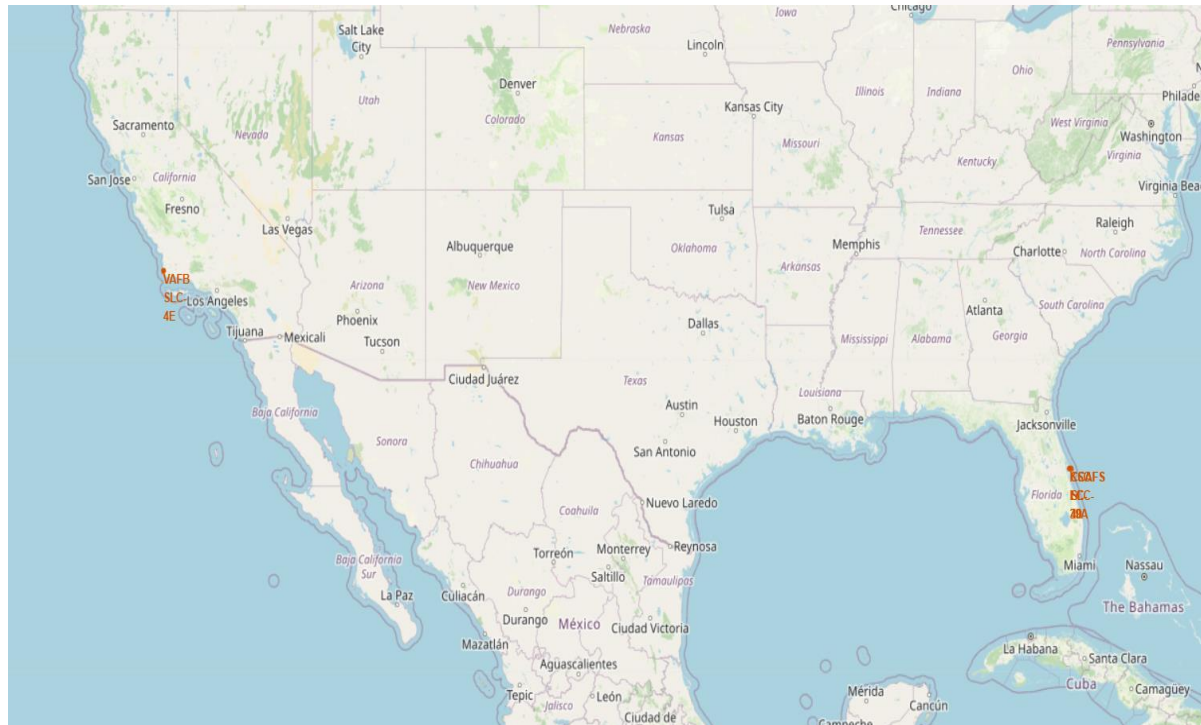 Chicago
Iowa
Nebraska
Salt Lake
City
Lincoln
Pennsylvania
Ohio
Denver
Utah
Illinois
Indiana
Philade
Kansas City
Colorado
West Virginia
Sacramento
Nevada
Kansas
Missouri
Washington
Virginia
Kentucky
San Jose
California
Virginia Beac
Fresno
Tulsa
Las Vegas
Raleigh
Tennessee
Albuquerque
Oklahoma
Memphis
Charlotte
North Carolina
Arkansas
VAFB
SLC-
4E
Arizona
New Mexico
Los Angeles
South Carolina
Atlanta
Phoenix
Dallas
Tijuana
Mexicali
Mississippi
Alabama
Georgia
Tucson
Ciudad Juárez
Texas
Louisiana
Austin
Baja California
Houston
Baton Rouge
Jacksonville
Sonora
San Antonio
Chihuahua
Florida
Nuevo Laredo
Coahuila
Reynosa
Baja California
Sur
Torreón
Monterrey
Miami
Nassau
Saltillo
Tamaulipas
La Paz
Culiacán
Durango
The Bahamas
Durango
México
Ciudad Victoria
Mazatlán
La Habana
Santa Clara
Aguascalientes
Cuba
Tepic
León
Mérida
Camagüey
Cancún
Jalisco
Ciudad de
Campeche